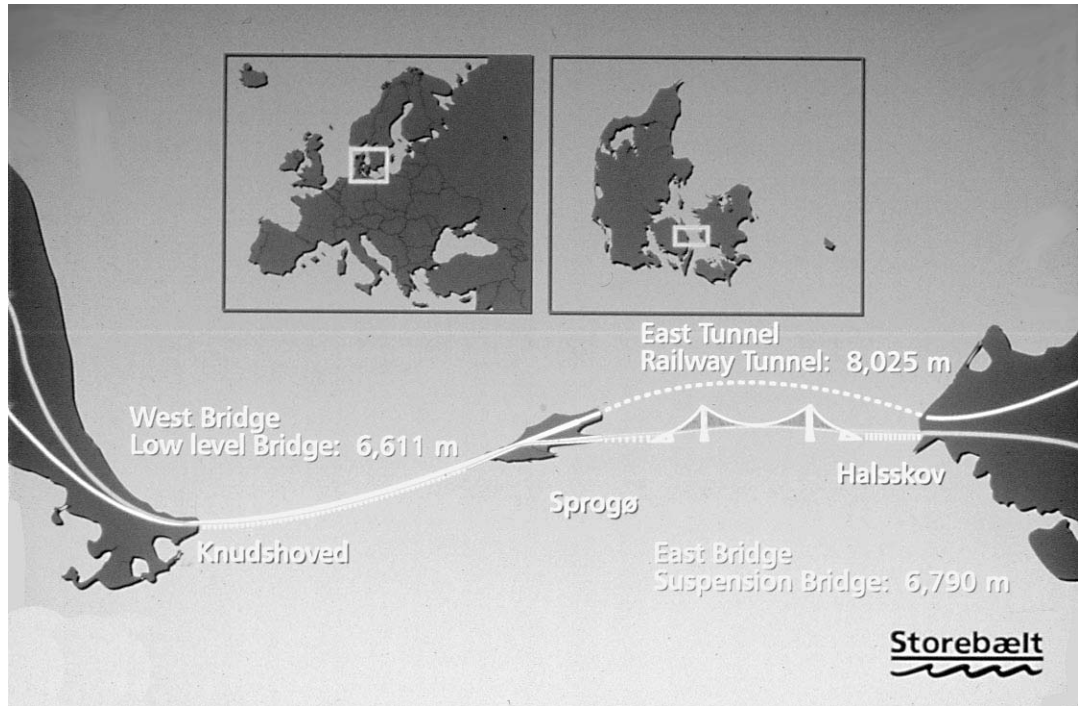 East Tunnel
Railway Tunnel: 8,025 m
West Bridge
Low level Bridge: 6,611 m
Halsskov
Sprogø
Knudshoved
East Bridge
Suspension Bridge: 6,790 m
Storebælt